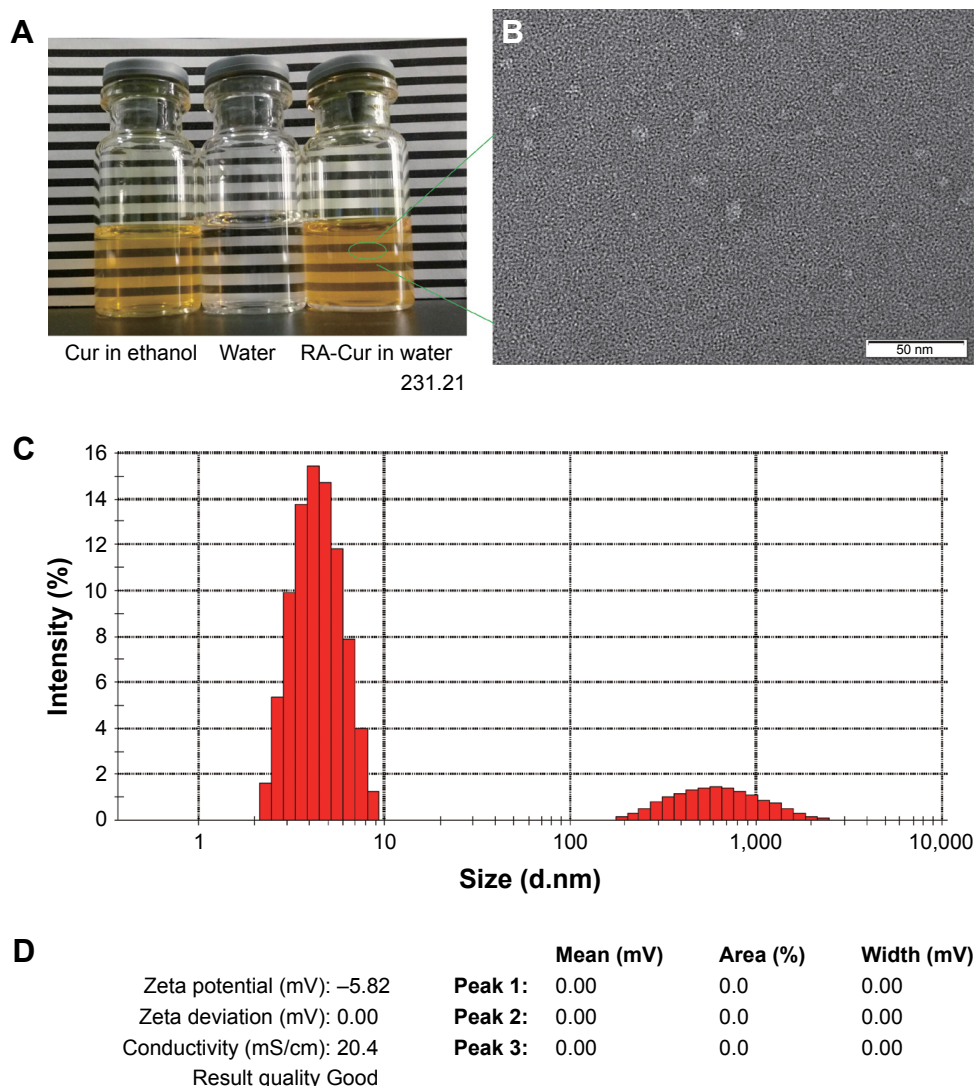 A
B
Cur in ethanol Water RA-Cur in water
231.21
50 nm
C
16
14
12
10
8
6
4
2
0
Intensity (%)
1 10 100 1,000 10,000
Size (d.nm)
D
Mean (mV) Area (%) Width (mV)
Zeta potential (mV): –5.82 Peak 1: 0.00 0.0 0.00
Zeta deviation (mV): 0.00 Peak 2: 0.00 0.0 0.00
Conductivity (mS/cm): 20.4 Peak 3: 0.00 0.0 0.00
Result quality Good